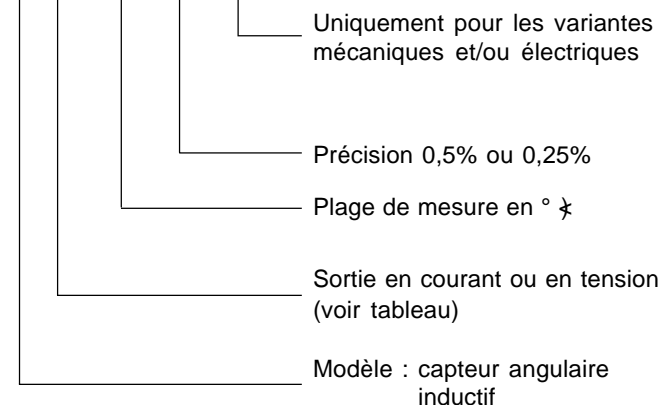 Uniquement pour les variantes
mécaniques et/ou électriques
Précision 0,5% ou 0,25%
Plage de mesure en ° ∢
Sortie en courant ou en tension
(voir tableau)
Modèle : capteur angulaire
inductif